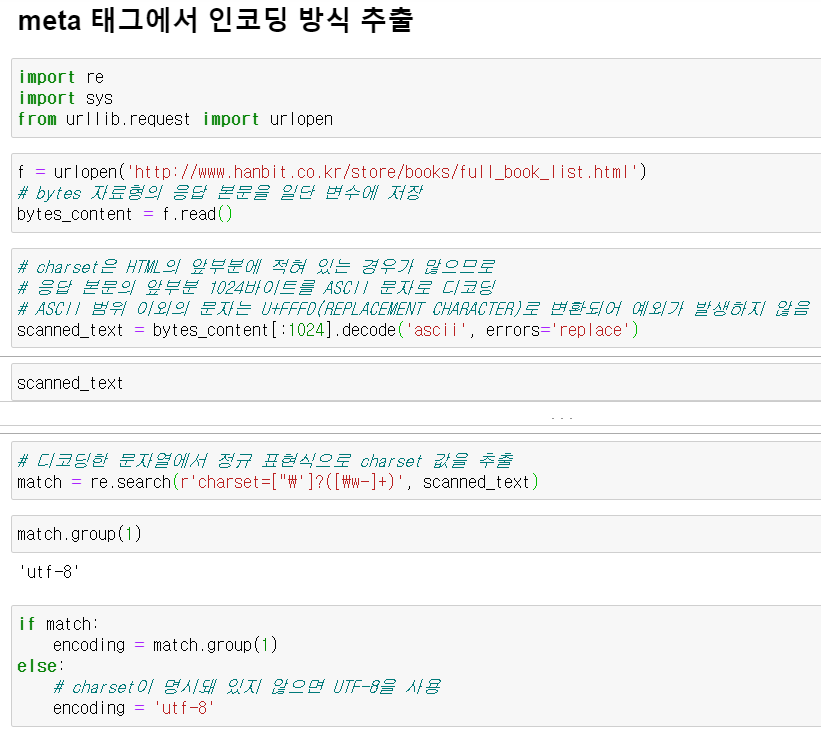 meta 태그에서 인코딩 방식 추출
import re
import sys
from urllib.request import urlopen
f = urlopen('http://www.hanbit.co.kr/store/books/full_book_list.html')
# bytes 자료형의 응답 본문을 일단 변수에 저장
bytes_content = f.read()
# charset은 HTML의 앞부분에 적혀 있는 경우가 많으므로
# 응답 본문의 앞부분 1024바이트를 ASCII 문자로 디코딩
# ASCII 범위 이외의 문자는 U+FFFD(REPLACEMENT CHARACTER)로 변환되어 예외가 발생하지 않음
scanned_text = bytes_content[:1024].decode('ascii', errors='replace')
scanned_text
...
# 디코딩한 문자열에서 정규 표현식으로 charset 값을 추출
match = re.search(r'charset=["₩']?([₩w-]+)', scanned_text)
match.group(1)
'utf-8'
if match:
    encoding = match.group(1)
else:
    # charset이 명시돼 있지 않으면 UTF-8을 사용
    encoding = 'utf-8'